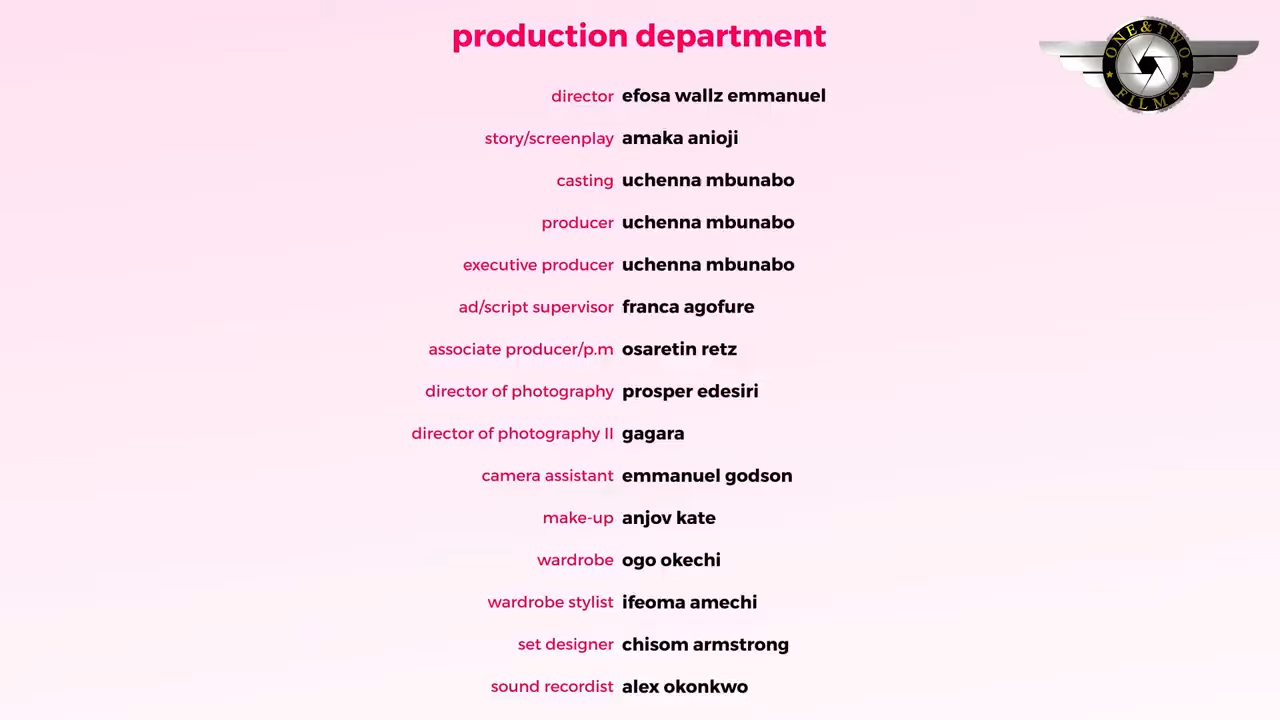 production department
ONE&TWO
FILMS
director efosa wallz emmanuel
story/screenplay amaka anioji
casting uchenna mbunabo
producer uchenna mbunabo
executive producer uchenna mbunabo
ad/script supervisor franca agofure
associate producer/p.m osaretin retz
director of photography prosper edesiri
director of photography II gagara
camera assistant emmanuel godson
make-up anjov kate
wardrobe ogo okechi
wardrobe stylist ifeoma amechi
set designer chisom armstrong
sound recordist alex okonkwo